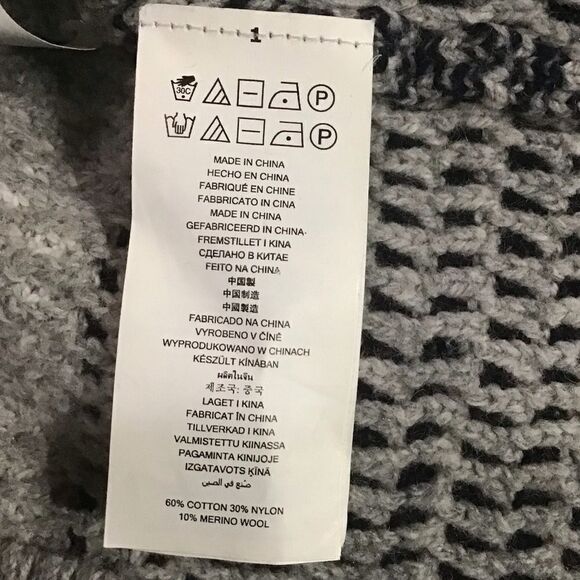 1
30C P
P
MADE IN CHINA
HECHO EN CHINA
FABRIQUÉ EN CHINE
FABBRICATO IN CINA
MADE IN CHINA
GEFABRICEERD IN CHINA·
FREMSTILLET I KINA
СДЕЛАНО В КИТАЕ
FEITO NA CHINA
中国製
中国制造
中國製造
FABRICADO NA CHINA
VYROBENO V ČÍNĚ
WYPRODUKOWANO W CHINACH
KÉSZÜLT KÍNÁBAN
ผลิตในจีน
제조국: 중국
LAGET I KINA
FABRICAT ÎN CHINA
TILLVERKAD I KINA
VALMISTETTU KIINASSA
PAGAMINTA KINIJOJE
IZGATAVOTS ĶĪNĀ
صنع في الصين
60% COTTON 30% NYLON
10% MERINO WOOL